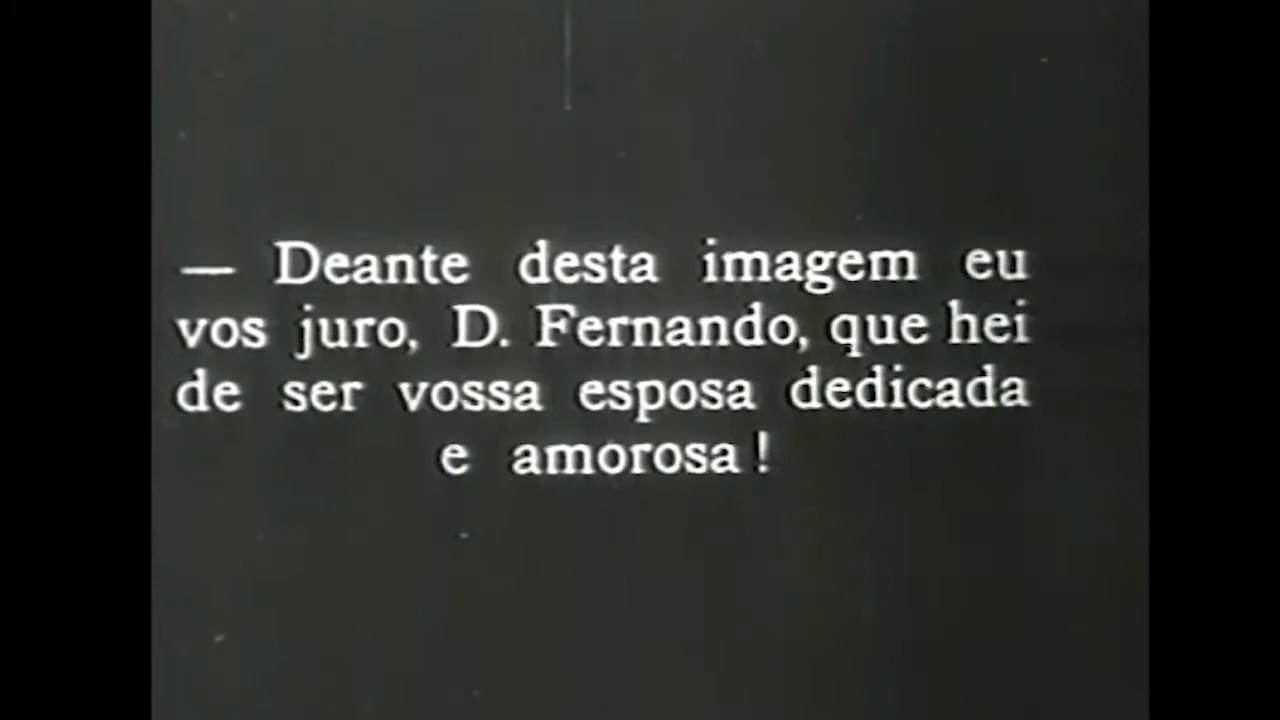 — Deante desta imagem eu
vos juro, D. Fernando, que hei
de ser vossa esposa dedicada
e amorosa !